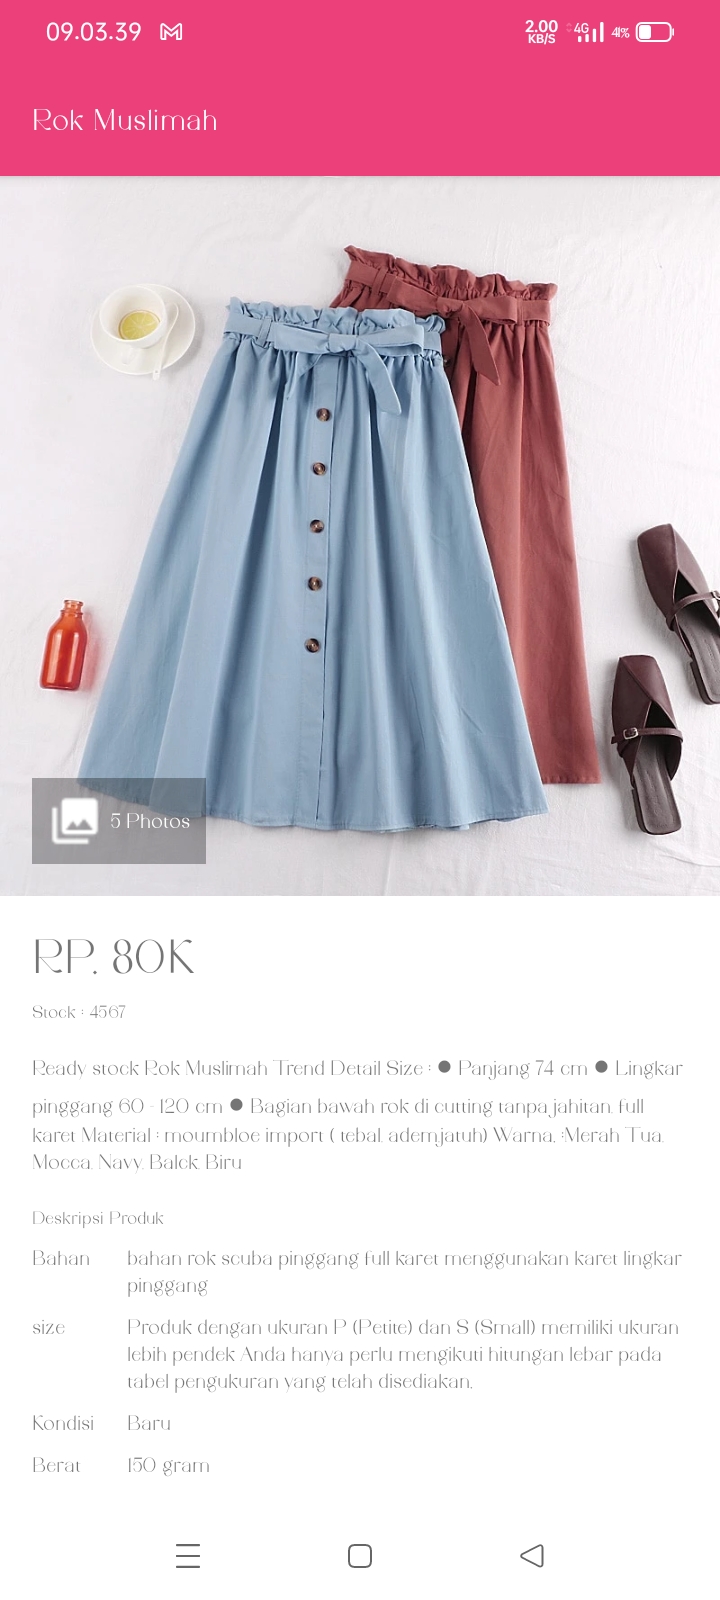 09.03.39
2.00 KB/S 4G 41%
Rok Muslimah
5 Photos
RP. 80K
Stock : 4567
Ready stock Rok Muslimah Trend Detail Size : ● Panjang 74 cm ● Lingkar
pinggang 60 - 120 cm ● Bagian bawah rok di cutting tanpa jahitan, full
karet Material : moumbloe import ( tebal, adem,jatuh) Warna, :Merah Tua,
Mocca, Navy, Balck, Biru
Deskripsi Produk
Bahan bahan rok scuba pinggang full karet menggunakan karet lingkar
pinggang
size Produk dengan ukuran P (Petite) dan S (Small) memiliki ukuran
lebih pendek Anda hanya perlu mengikuti hitungan lebar pada
tabel pengukuran yang telah disediakan,
Kondisi Baru
Berat 150 gram